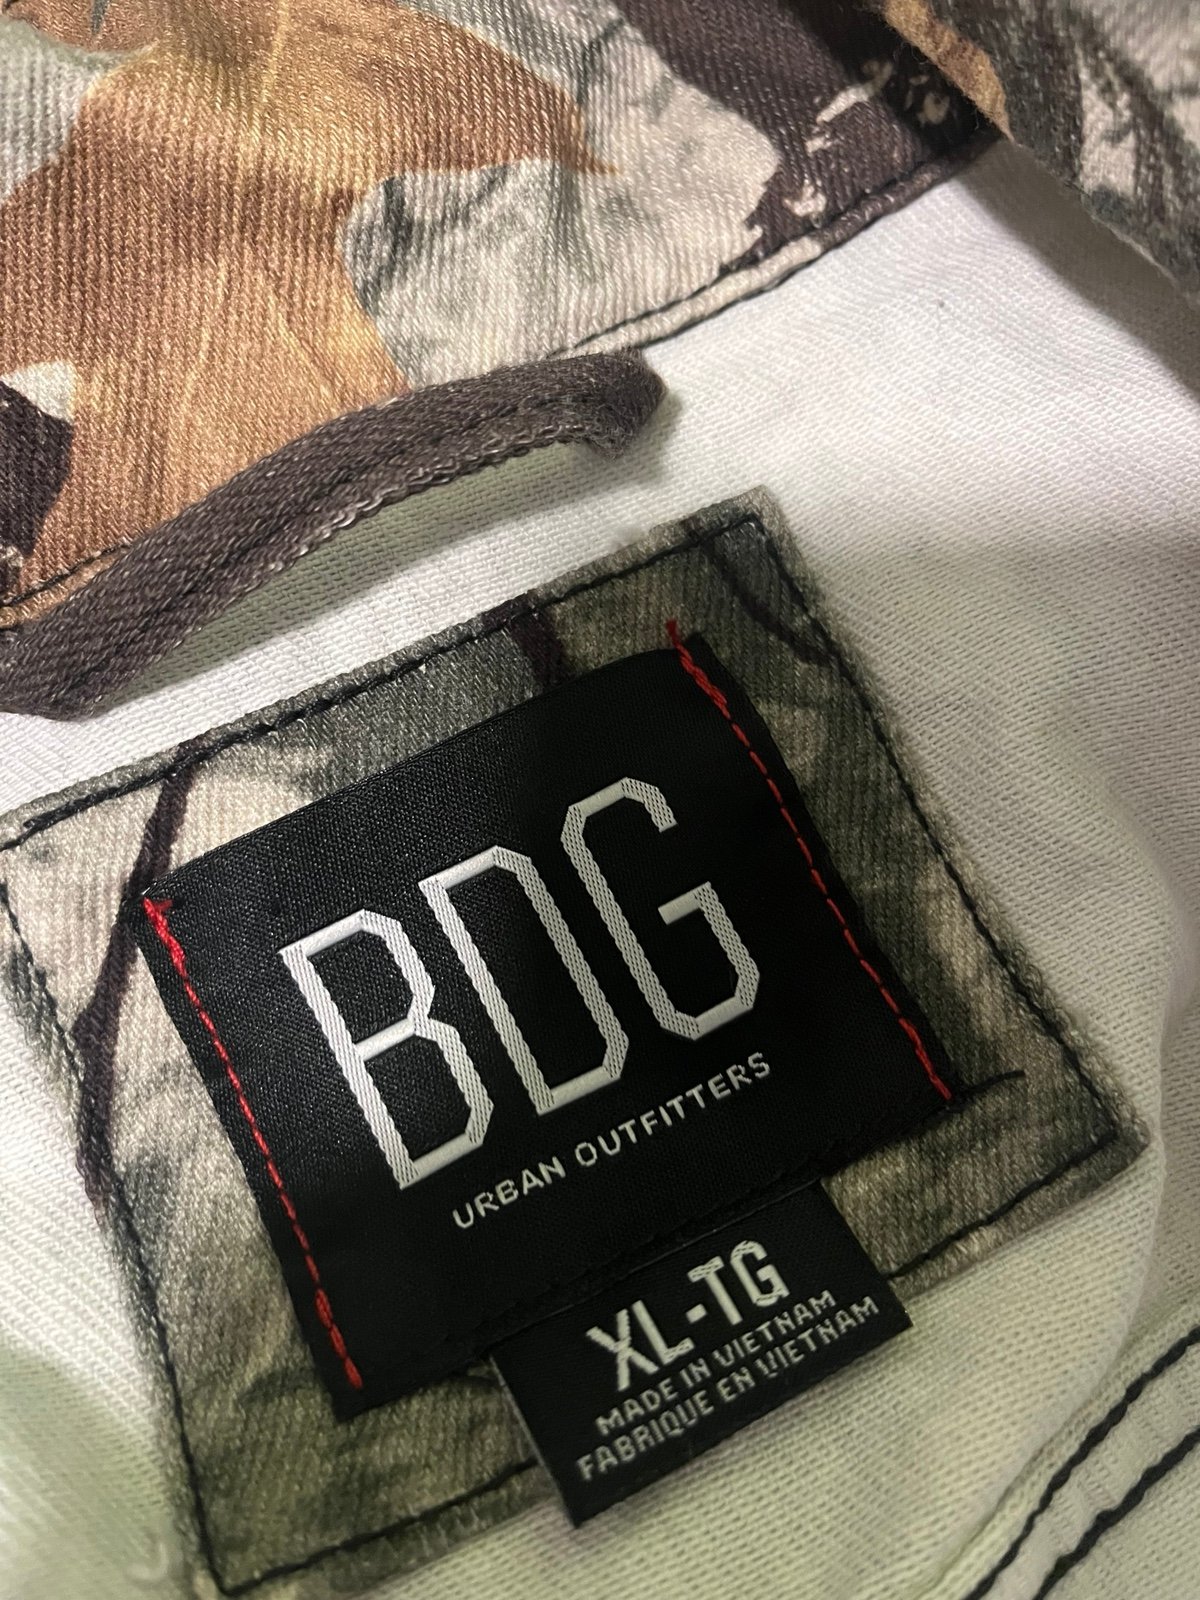 BDG
URBAN OUTFITTERS
XL-TG
MADE IN VIETNAM
FABRIQUE EN VIETNAM